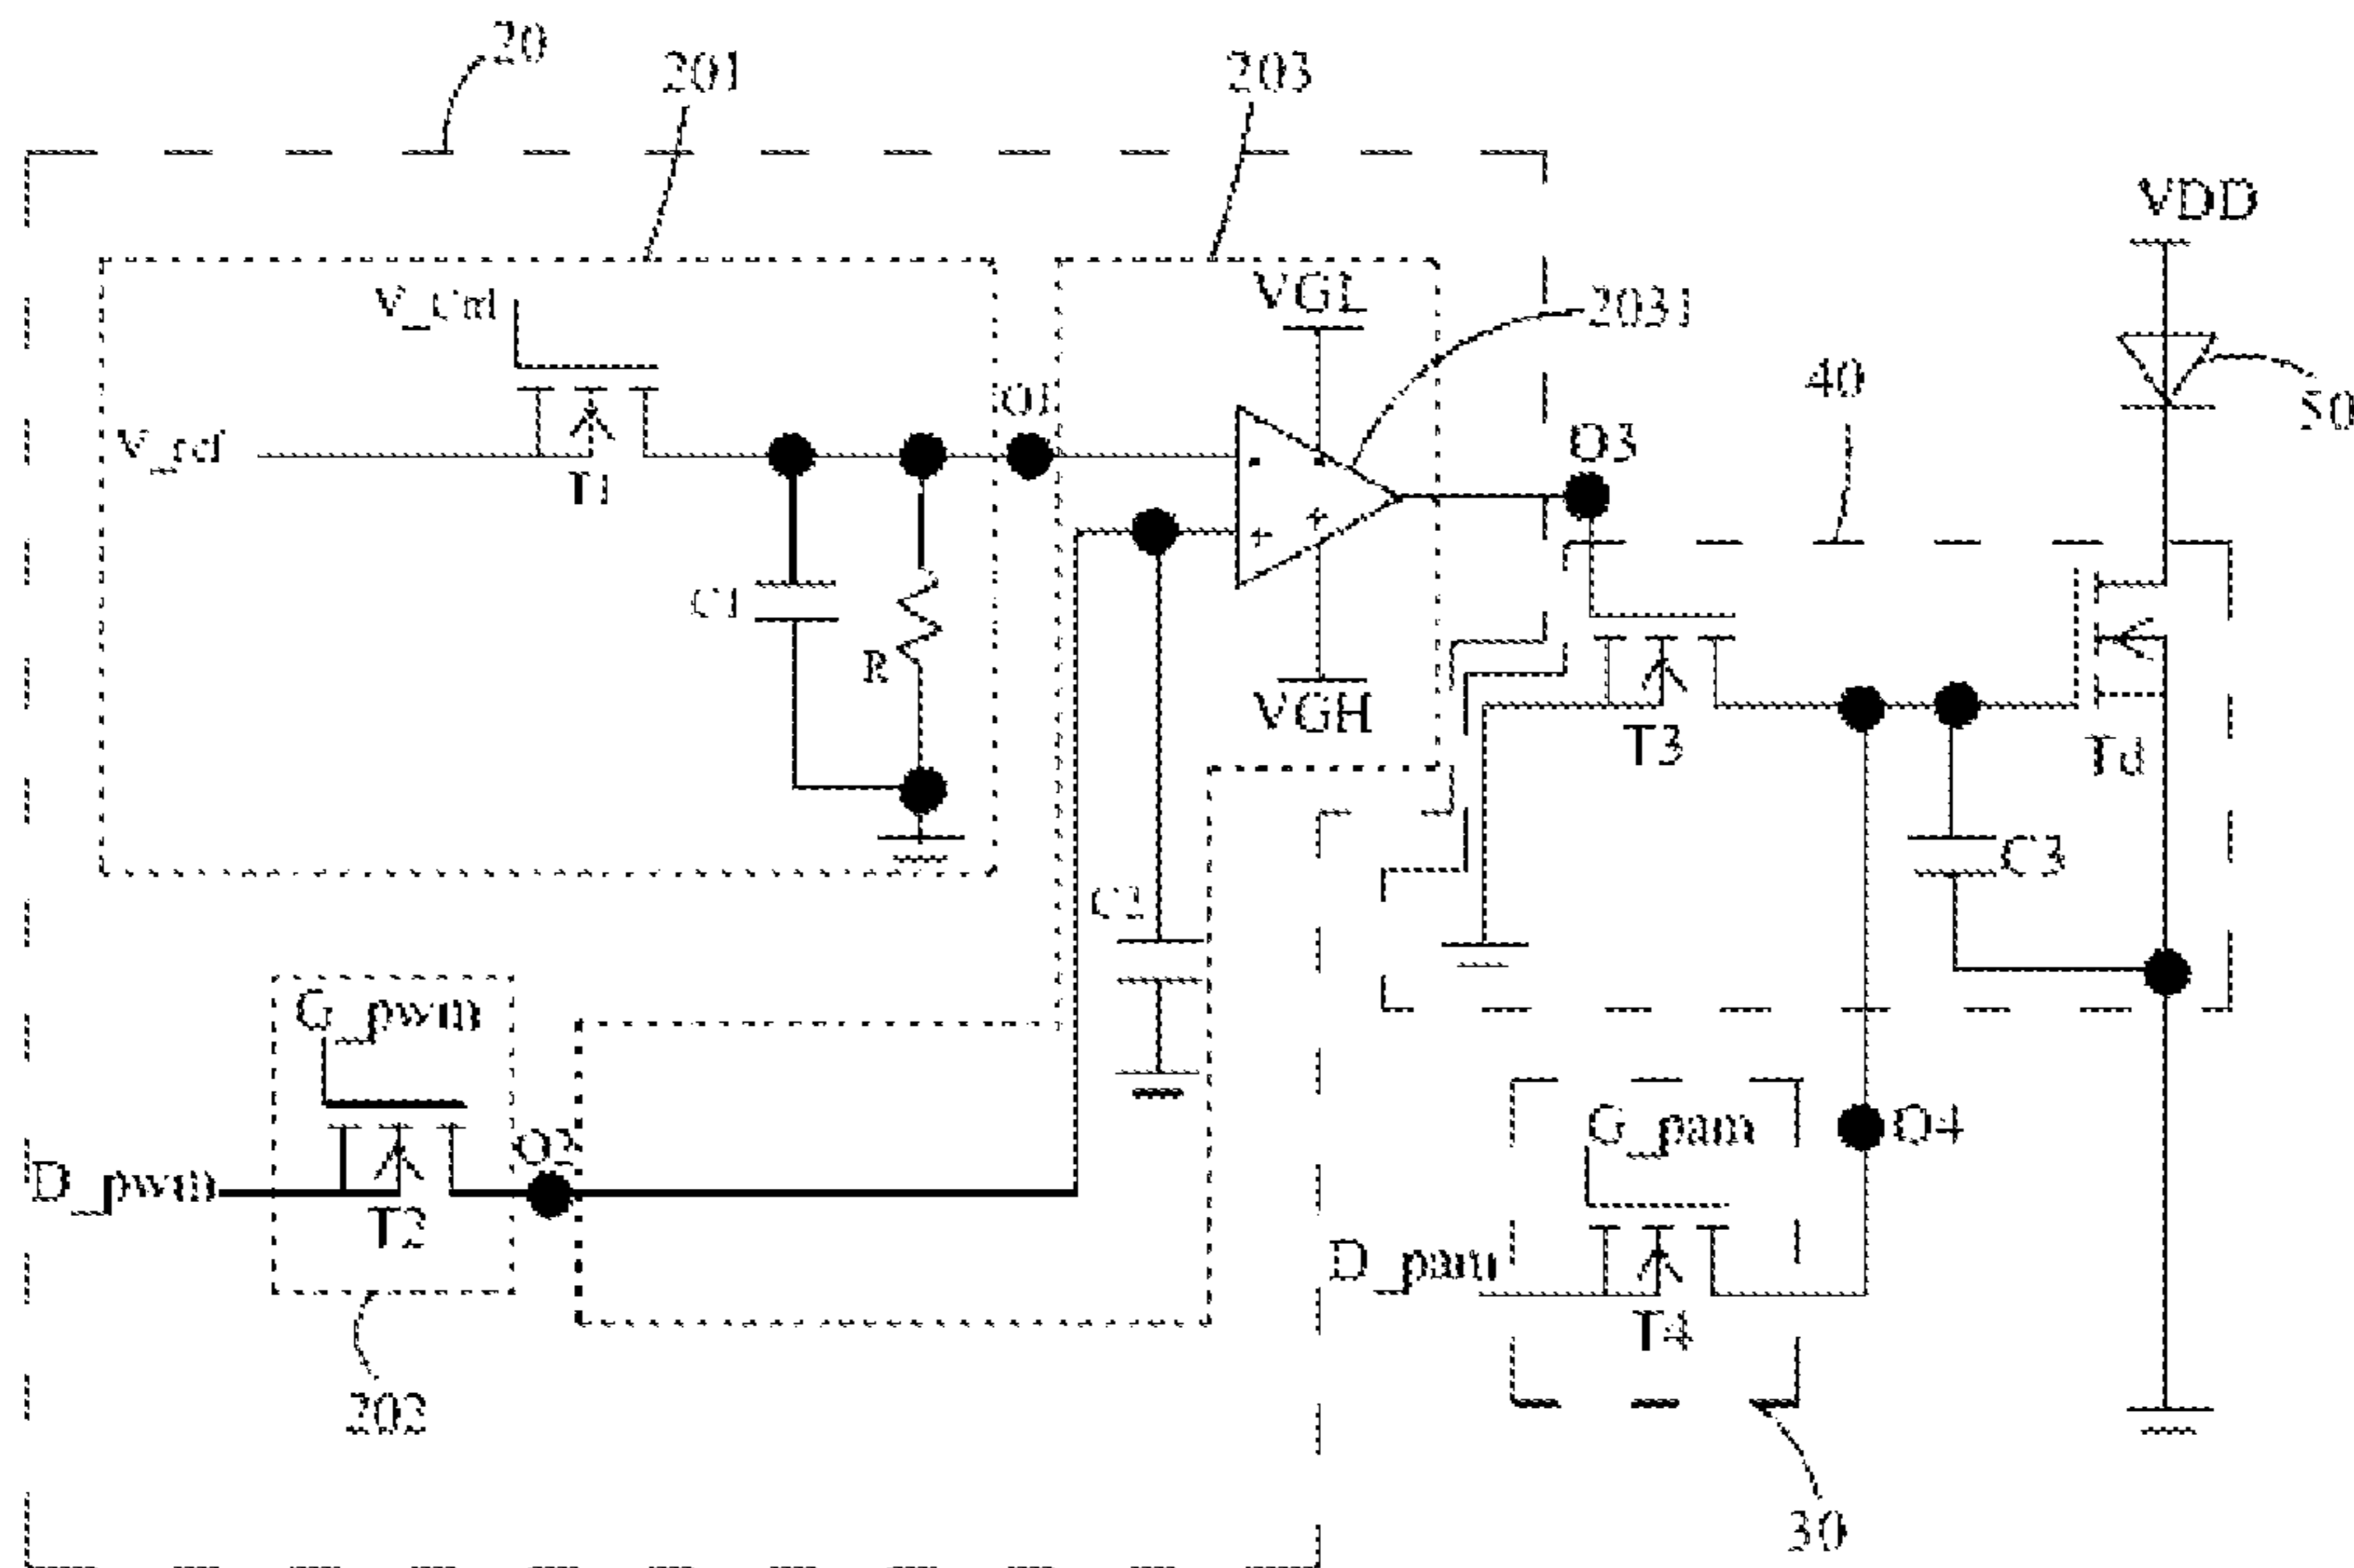 20
201
203
VDD
V_Ctrl
VGL
2031
40
50
O1
V_ref
T1
O3
C1
R
VGH
T3
Td
C3
C2
G_pwm
G_pam
O4
O2
D_pwm
T2
D_pam
T4
202
30